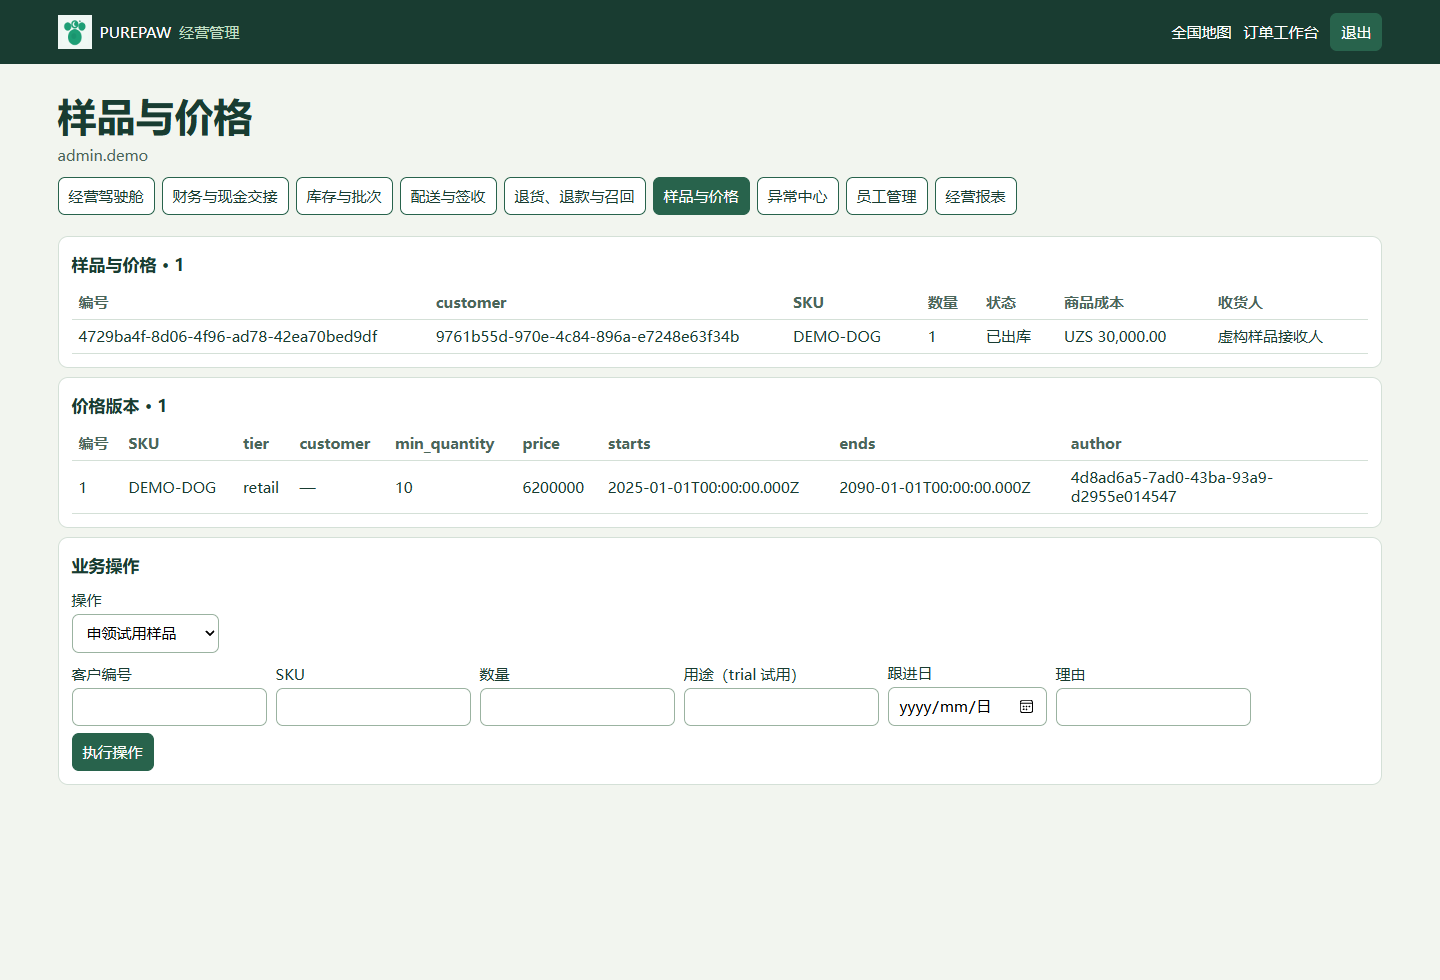 PUREPAW 经营管理 全国地图 订单工作台 退出
样品与价格
admin.demo
经营驾驶舱 财务与现金交接 库存与批次 配送与签收 退货、退款与召回 样品与价格 异常中心 员工管理 经营报表
样品与价格 • 1
编号 customer SKU 数量 状态 商品成本 收货人
4729ba4f-8d06-4f96-ad78-42ea70bed9df 9761b55d-970e-4c84-896a-e7248e63f34b DEMO-DOG 1 已出库 UZS 30,000.00 虚构样品接收人
价格版本 • 1
编号 SKU tier customer min_quantity price starts ends author
1 DEMO-DOG retail — 10 6200000 2025-01-01T00:00:00.000Z 2090-01-01T00:00:00.000Z 4d8ad6a5-7ad0-43ba-93a9-
d2955e014547
业务操作
操作
申领试用样品
客户编号 SKU 数量 用途（trial 试用） 跟进日 理由
yyyy/mm/日
执行操作